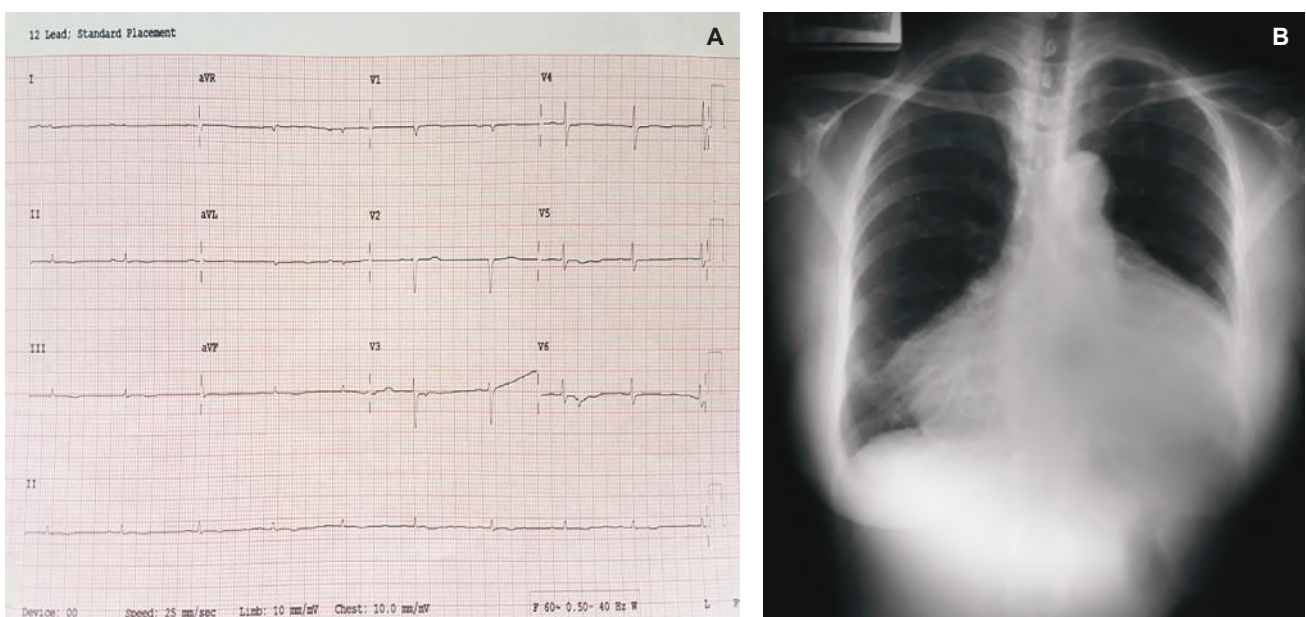 12 Lead; Standard Placement
A
B
I aVR V1 V4
II aVL V2 V5
III aVF V3 V6
II
Device: 00 Speed: 25 mm/sec Limb: 10 mm/mV Chest: 10.0 mm/mV F 60~ 0.50- 40 Hz W L P